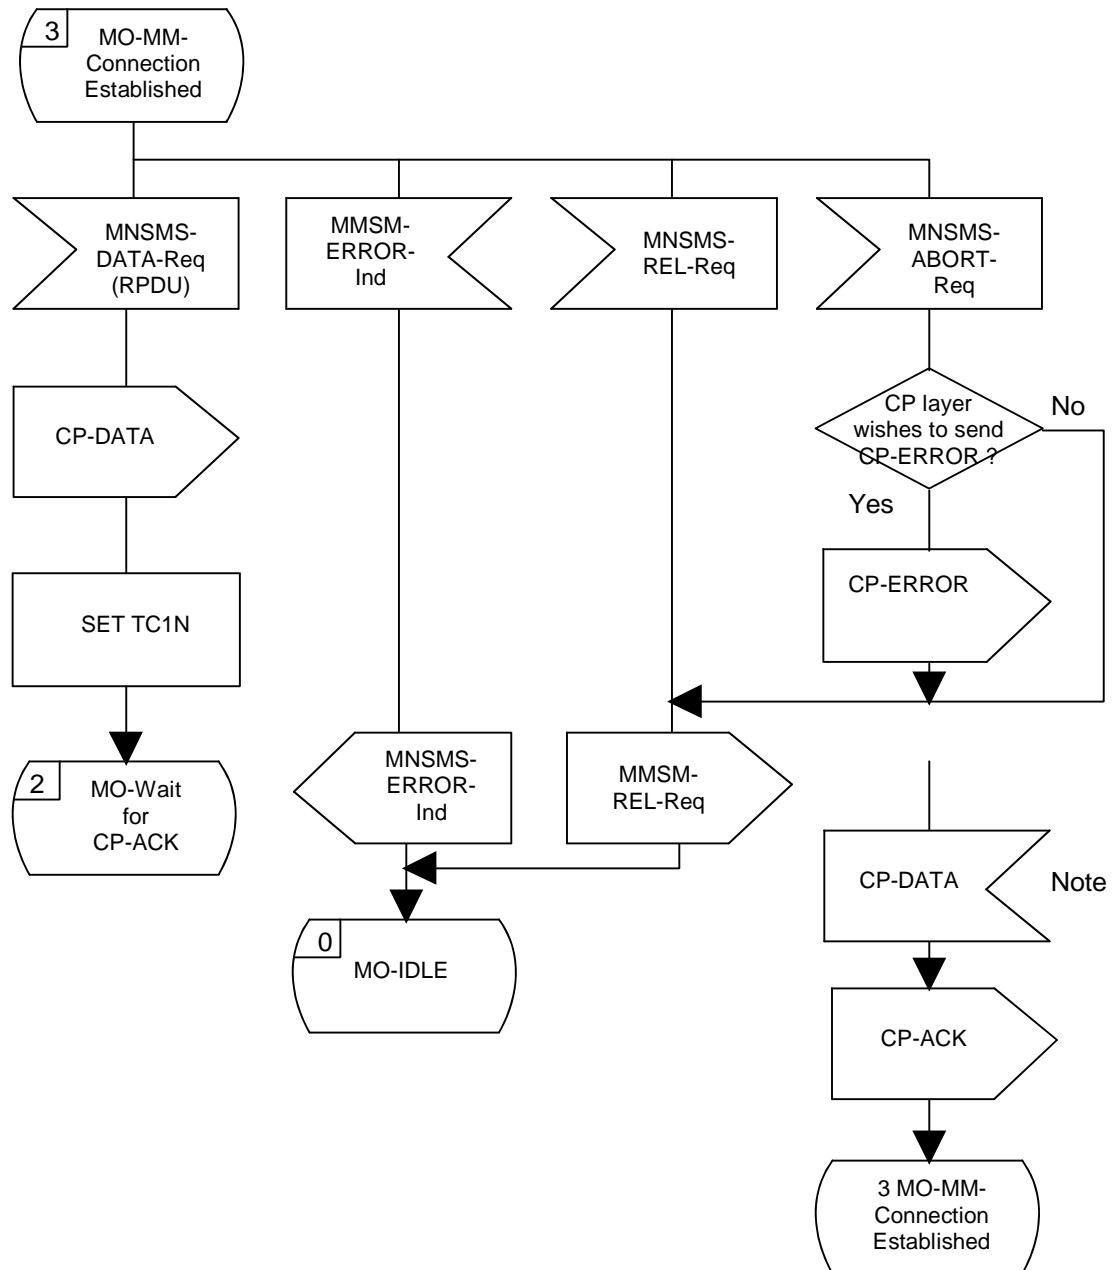 3
MO-MM-
Connection
Established
MNSMS-
DATA-Req
(RPDU)
MMSM-
ERROR-
Ind
MNSMS-
REL-Req
MNSMS-
ABORT-
Req
CP-DATA
CP layer
wishes to send
CP-ERROR ?
No
Yes
SET TC1N
CP-ERROR
2
MO-Wait
for
CP-ACK
MNSMS-
ERROR-
Ind
MMSM-
REL-Req
CP-DATA
Note
0
MO-IDLE
CP-ACK
3 MO-MM-
Connection
Established